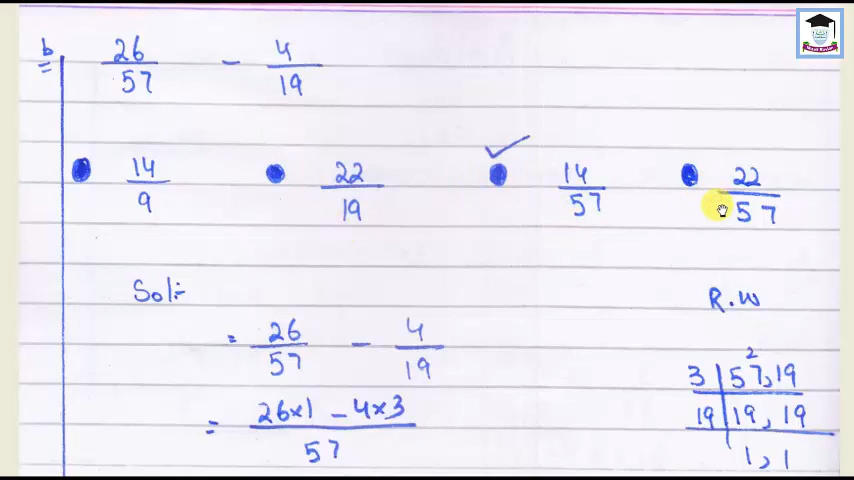 b 26/57 - 4/19
14/9 22/19 14/57 22/57
Sol:-
R.W
= 26/57 - 4/19
= 26×1 - 4×3 / 57
3 | 57, 19
2
19 | 19, 19
1, 1